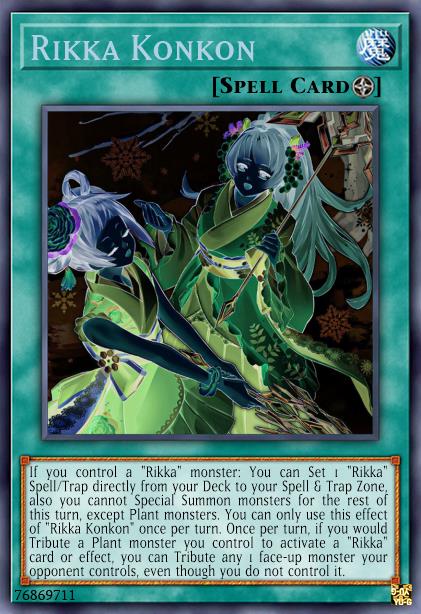 Rikka Konkon
[Spell Card]
If you control a "Rikka" monster: You can Set 1 "Rikka"
Spell/Trap directly from your Deck to your Spell & Trap Zone,
also you cannot Special Summon monsters for the rest of
this turn, except Plant monsters. You can only use this effect
of "Rikka Konkon" once per turn. Once per turn, if you would
Tribute a Plant monster you control to activate a "Rikka"
card or effect, you can Tribute any 1 face-up monster your
opponent controls, even though you do not control it.
76869711